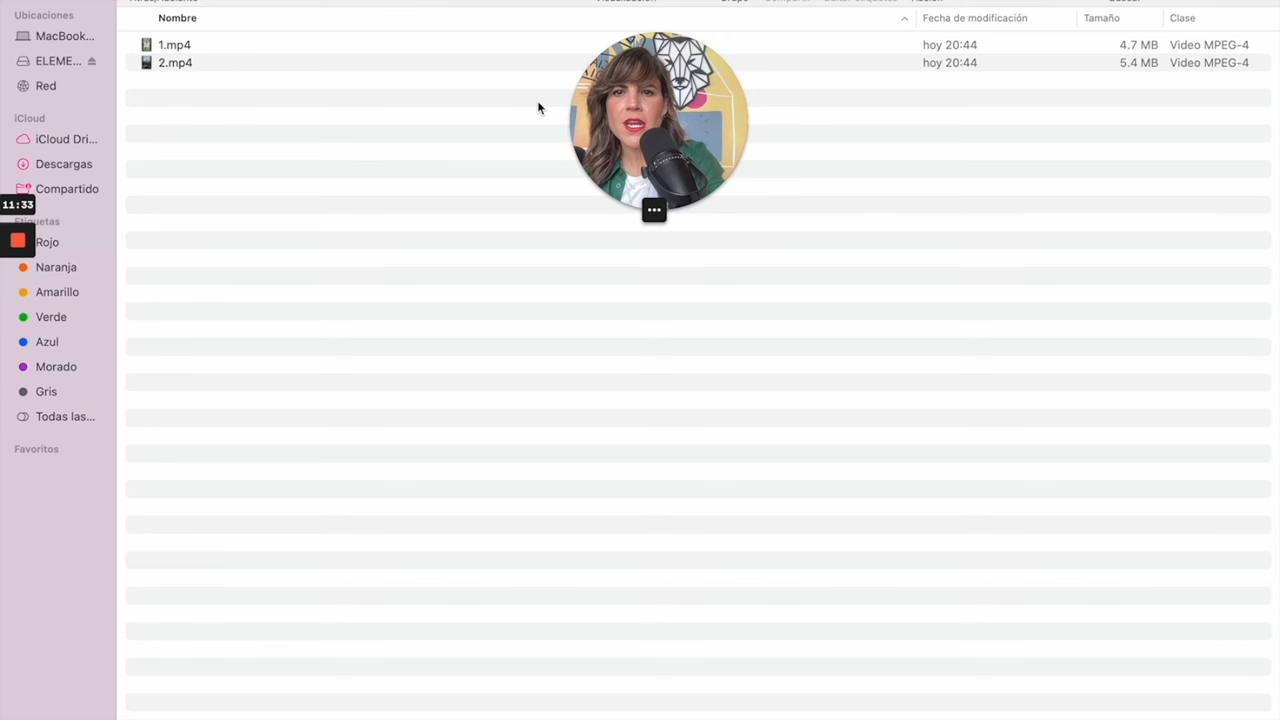 Ubicaciones
MacBook...
ELEME...
Red
iCloud
iCloud Dri...
Descargas
Compartido
11:33
Etiquetas
Rojo
Naranja
Amarillo
Verde
Azul
Morado
Gris
Todas las...
Favoritos
Nombre Fecha de modificación Tamaño Clase
1.mp4 hoy 20:44 4.7 MB Video MPEG-4
2.mp4 hoy 20:44 5.4 MB Video MPEG-4